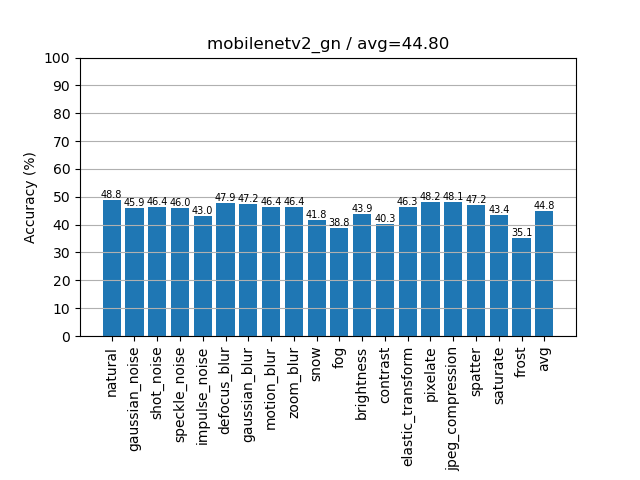 mobilenetv2_gn / avg=44.80
Accuracy (%)
100
90
80
70
60
50
40
30
20
10
0
48.8
45.9
46.4
46.0
43.0
47.9
47.2
46.4
46.4
41.8
38.8
43.9
40.3
46.3
48.2
48.1
47.2
43.4
35.1
44.8
natural
gaussian_noise
shot_noise
speckle_noise
impulse_noise
defocus_blur
gaussian_blur
motion_blur
zoom_blur
snow
fog
brightness
contrast
elastic_transform
pixelate
jpeg_compression
spatter
saturate
frost
avg